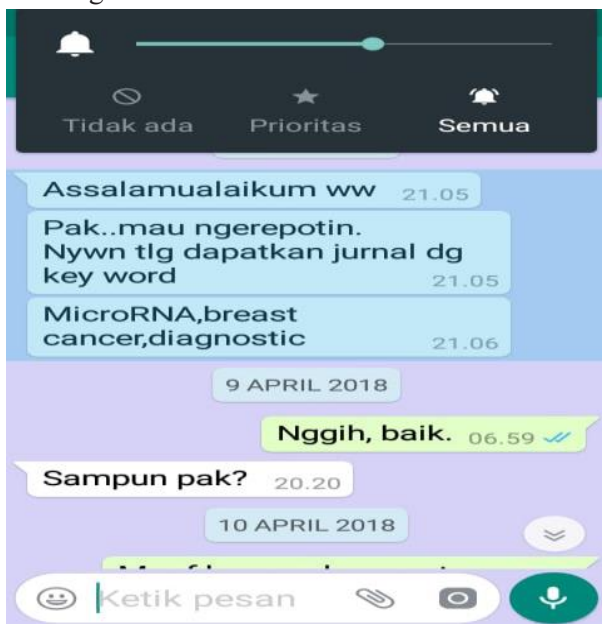 Tidak ada Prioritas Semua
Assalamualaikum ww 21.05
Pak..mau ngerepotin.
Nywn tlg dapatkan jurnal dg
key word 21.05
MicroRNA,breast
cancer,diagnostic 21.06
9 APRIL 2018
Nggih, baik. 06.59
Sampun pak? 20.20
10 APRIL 2018
Ketik pesan